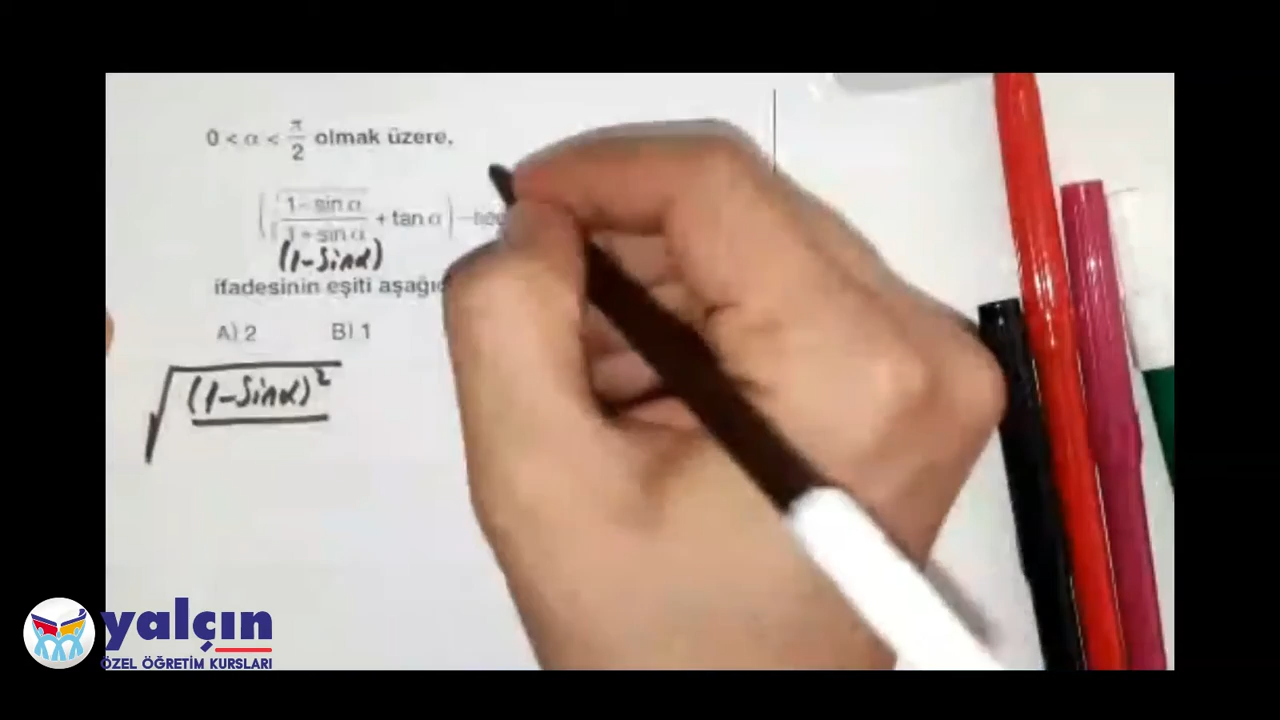 0 < α < π/2 olmak üzere,
(√((1 - sin α)/(1 + sin α)) + tan α) -
(1-Sinα)
ifadesinin eşiti
A) 2 B) 1
√(1-Sinα)²
yalçın
ÖZEL ÖĞRETİM KURSLARI